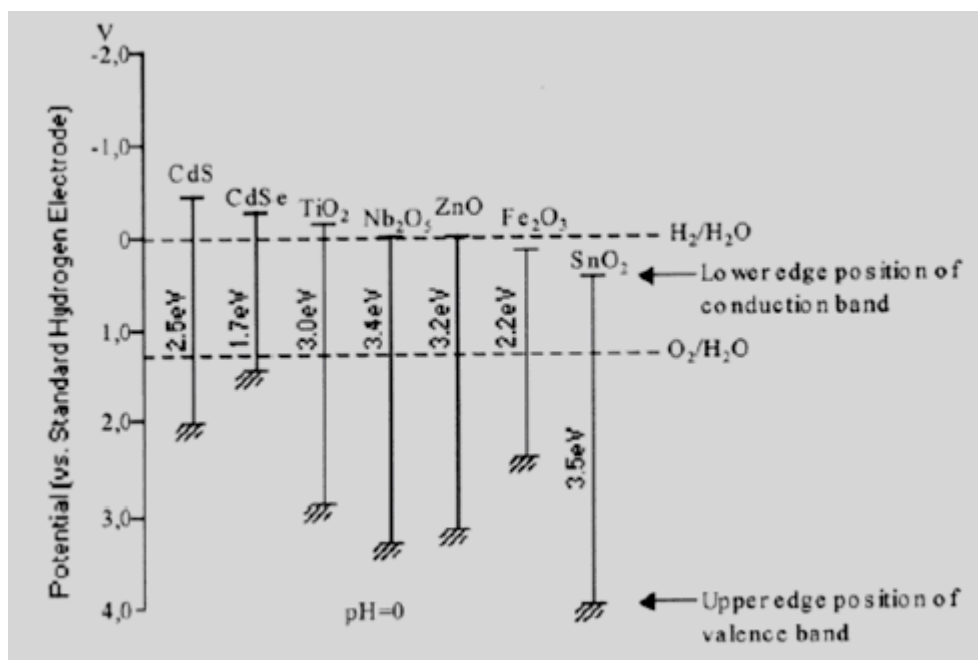 V
-2,0
-1,0
0
1,0
2,0
3,0
4,0
Potential (vs. Standard Hydrogen Electrode)
CdS
CdSe
TiO₂
Nb₂O₅
ZnO
Fe₂O₃
SnO₂
2.5eV
1.7eV
3.0eV
3.4eV
3.2eV
2.2eV
3.5eV
H₂/H₂O
Lower edge position of
conduction band
O₂/H₂O
Upper edge position of
valence band
pH=0